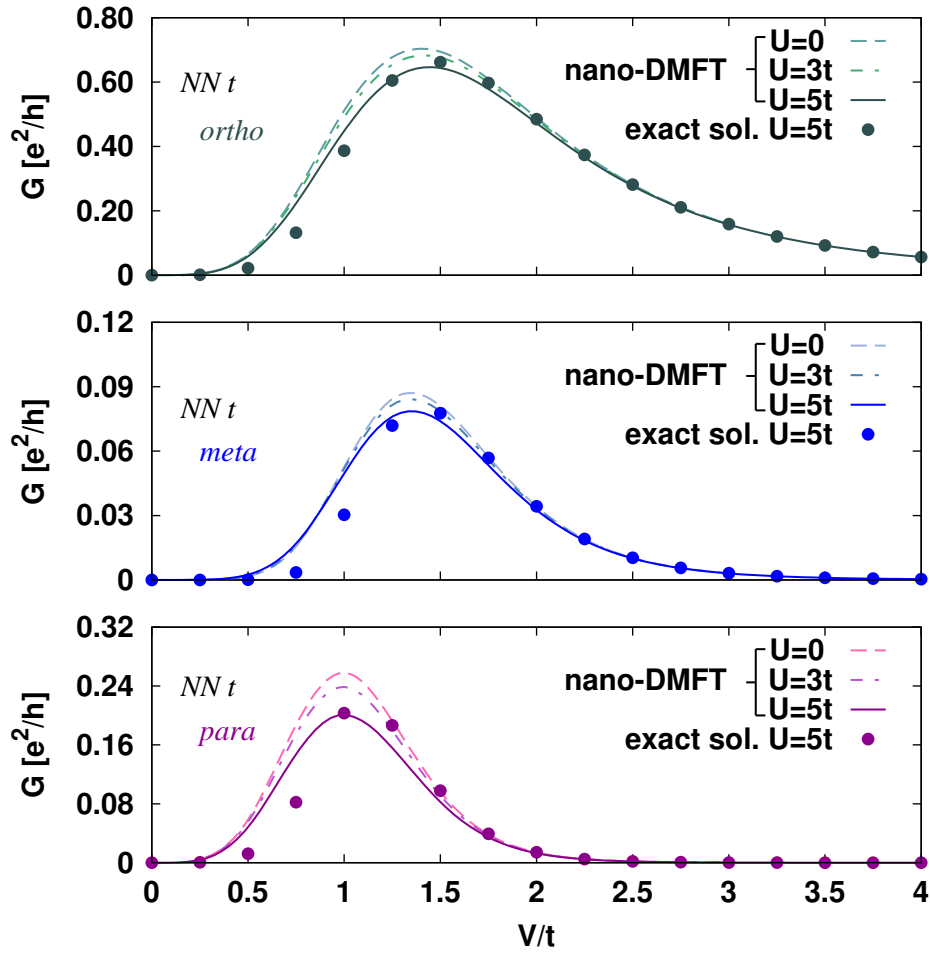 U=0
nano-DMFT U=3t
U=5t
exact sol. U=5t
NN t
ortho
G [e²/h]
0.60
0.40
0.20
0
0.12
U=0
nano-DMFT U=3t
U=5t
exact sol. U=5t
NN t
meta
G [e²/h]
0.09
0.06
0.03
0
0.32
U=0
nano-DMFT U=3t
U=5t
exact sol. U=5t
NN t
para
G [e²/h]
0.24
0.16
0.08
0
0 0.5 1 1.5 2 2.5 3 3.5 4
V/t